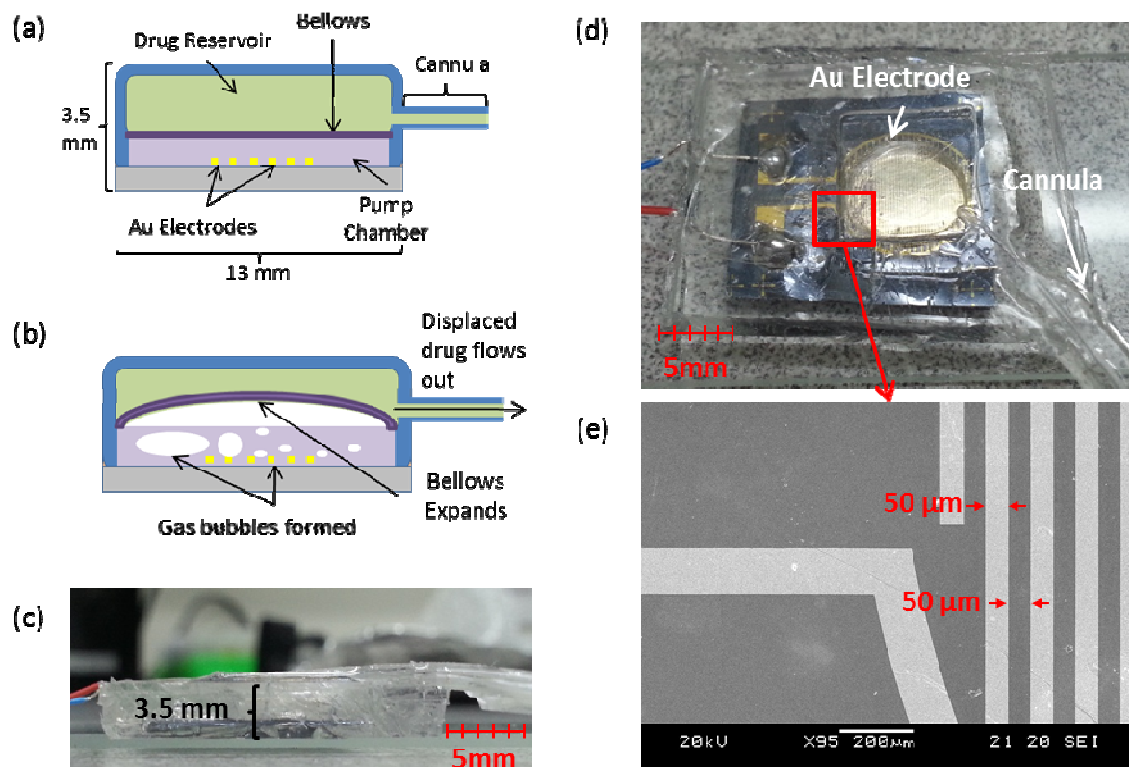 (a)
Drug Reservoir
Bellows
Cannu a
3.5
mm
Au Electrodes
Pump
Chamber
13 mm
(b)
Displaced
drug flows
out
Bellows
Expands
Gas bubbles formed
(c)
3.5 mm
5mm
(d)
Au Electrode
Cannula
5mm
(e)
50 µm
50 µm
20kV X95 200µm 21 20 SEI